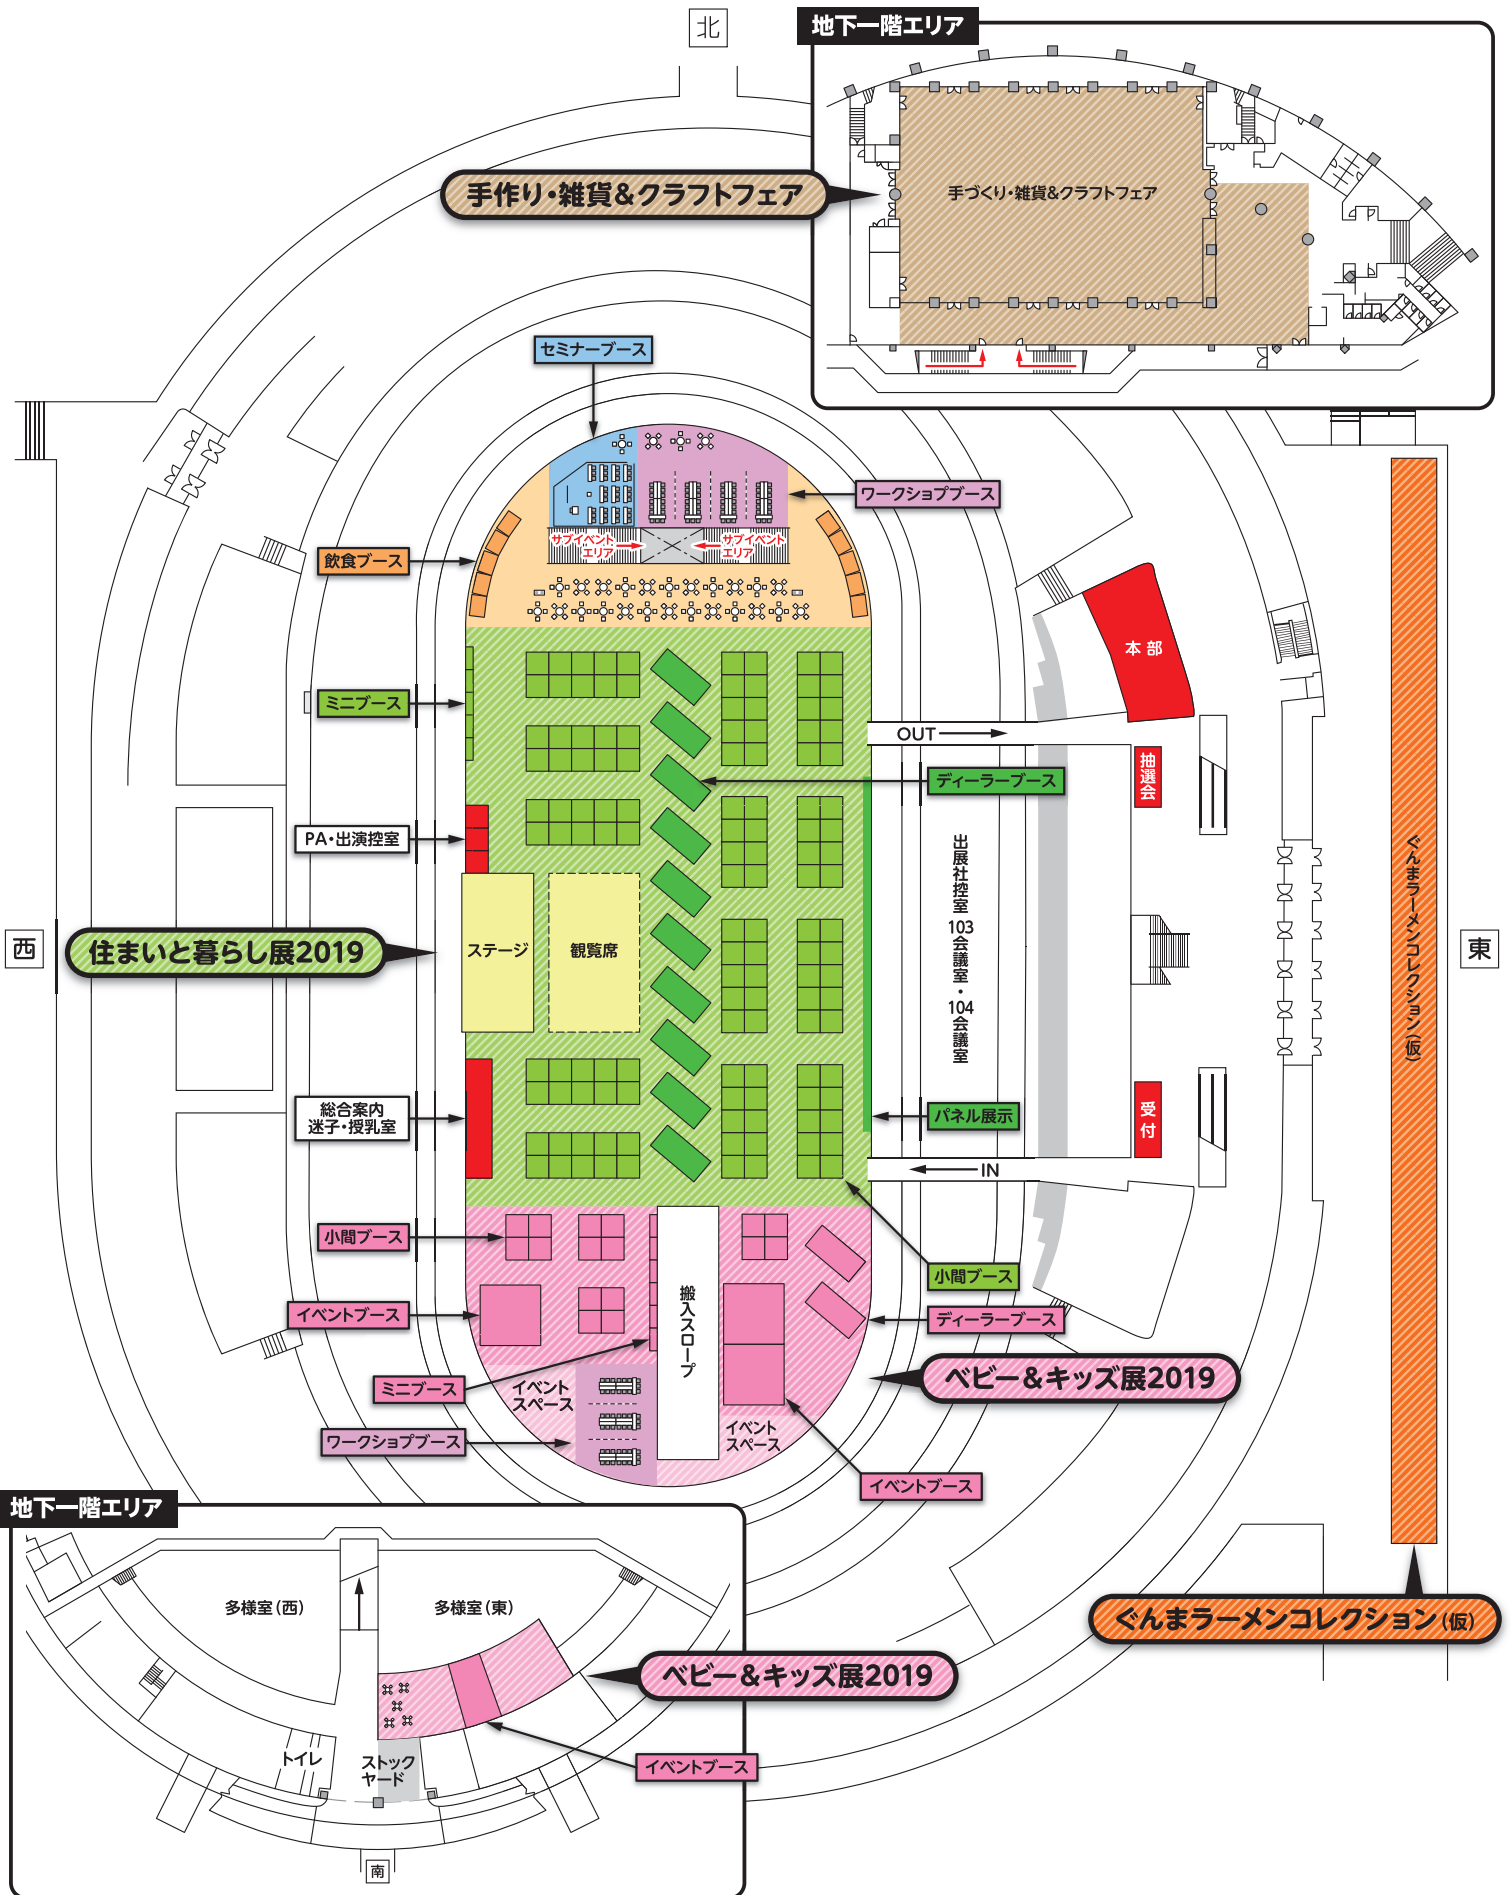 北
地下一階エリア
手作り・雑貨&クラフトフェア
手づくり・雑貨&クラフトフェア
セミナーブース
ワークショプブース
サブイベント
エリア
サブイベント
エリア
飲食ブース
本部
ミニブース
OUT
抽選会
ディーラーブース
PA・出演控室
出展社控室 103会議室・104会議室
ぐんまラーメンコレクション(仮)
西
住まいと暮らし展2019
ステージ
観覧席
東
総合案内
迷子・授乳室
パネル展示
受付
IN
小間ブース
小間ブース
イベントブース
搬入スロープ
ディーラーブース
ベビー&キッズ展2019
ミニブース
イベント
スペース
イベント
スペース
ワークショプブース
イベントブース
地下一階エリア
多様室(西)
多様室(東)
ぐんまラーメンコレクション(仮)
ベビー&キッズ展2019
トイレ
ストック
ヤード
イベントブース
南